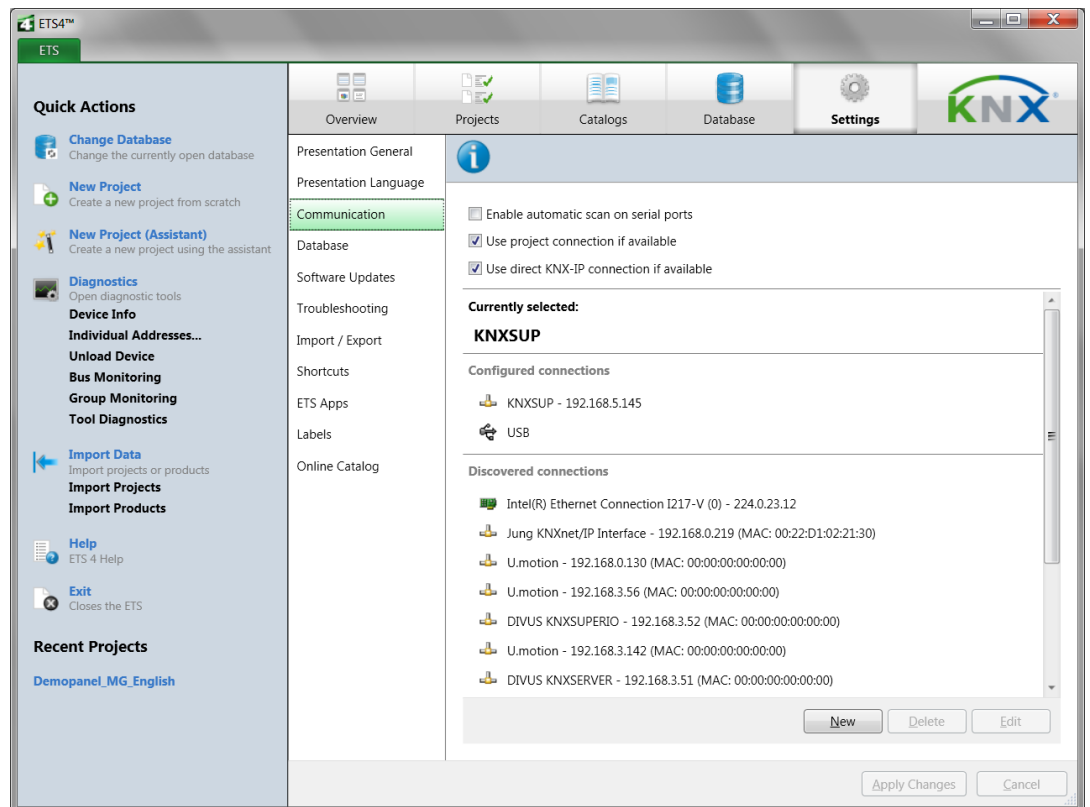 ETS4™
ETS
Quick Actions
Change Database
Change the currently open database
New Project
Create a new project from scratch
New Project (Assistant)
Create a new project using the assistant
Diagnostics
Open diagnostic tools
Device Info
Individual Addresses...
Unload Device
Bus Monitoring
Group Monitoring
Tool Diagnostics
Import Data
Import projects or products
Import Projects
Import Products
Help
ETS 4 Help
Exit
Closes the ETS
Recent Projects
Demopanel_MG_English
Overview
Projects
Catalogs
Database
Settings
KNX®
Presentation General
Presentation Language
Communication
Database
Software Updates
Troubleshooting
Import / Export
Shortcuts
ETS Apps
Labels
Online Catalog
Enable automatic scan on serial ports
Use project connection if available
Use direct KNX-IP connection if available
Currently selected:
KNXSUP
Configured connections
KNXSUP - 192.168.5.145
USB
Discovered connections
Intel(R) Ethernet Connection I217-V (0) - 224.0.23.12
Jung KNXnet/IP Interface - 192.168.0.219 (MAC: 00:22:D1:02:21:30)
U.motion - 192.168.0.130 (MAC: 00:00:00:00:00:00)
U.motion - 192.168.3.56 (MAC: 00:00:00:00:00:00)
DIVUS KNXSUPERIO - 192.168.3.52 (MAC: 00:00:00:00:00:00)
U.motion - 192.168.3.142 (MAC: 00:00:00:00:00:00)
DIVUS KNXSERVER - 192.168.3.51 (MAC: 00:00:00:00:00:00)
New
Delete
Edit
Apply Changes
Cancel